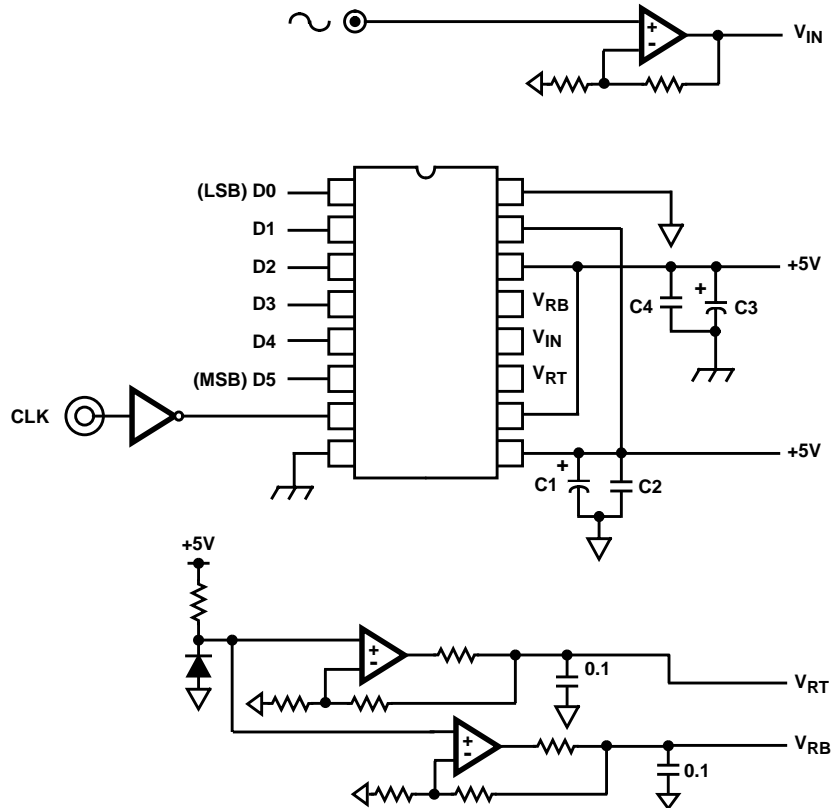 V_IN
+
-
(LSB) D0
D1
D2
D3
D4
(MSB) D5
CLK
V_RB
V_IN
V_RT
+5V
C4
+
C3
+5V
+
C1
C2
+5V
+
-
0.1
V_RT
+
-
V_RB
0.1